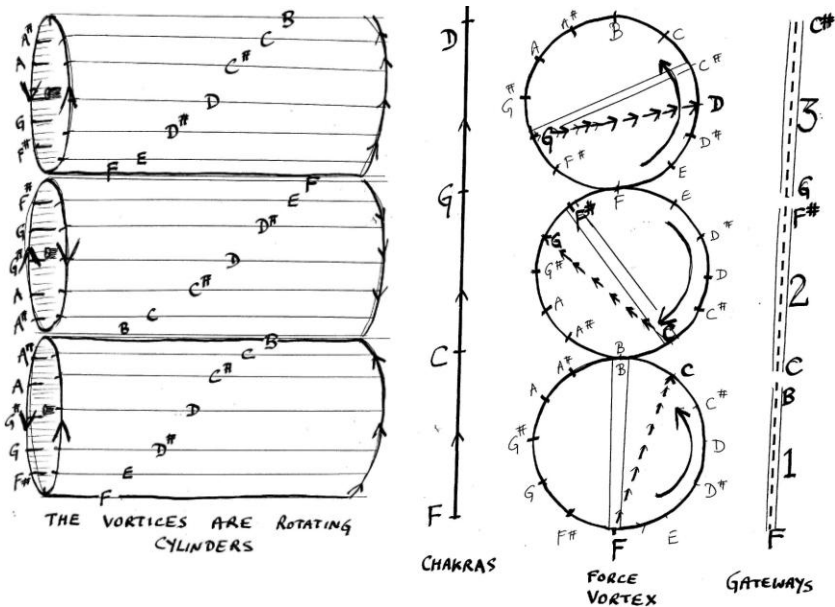 B
A#
C
A
C#
D
G
D#
F#
E
F
F
F#
E
G
D#
G#
D
A
C#
A#
C
B
B
A#
C
A
C#
G#
D
G
D#
F#
E
F
THE VORTICES ARE ROTATING
CYLINDERS
D
G
C
F
CHAKRAS
A#
B
C
A
C#
G#
D
G
D#
F#
E
F
F#
E
G
D#
G#
D
A
C#
A#
C
B
B
A#
C
A
C#
G#
D
G
D#
F#
E
F
FORCE
VORTEX
C#
3
G
F#
2
C
B
1
F
GATEWAYS